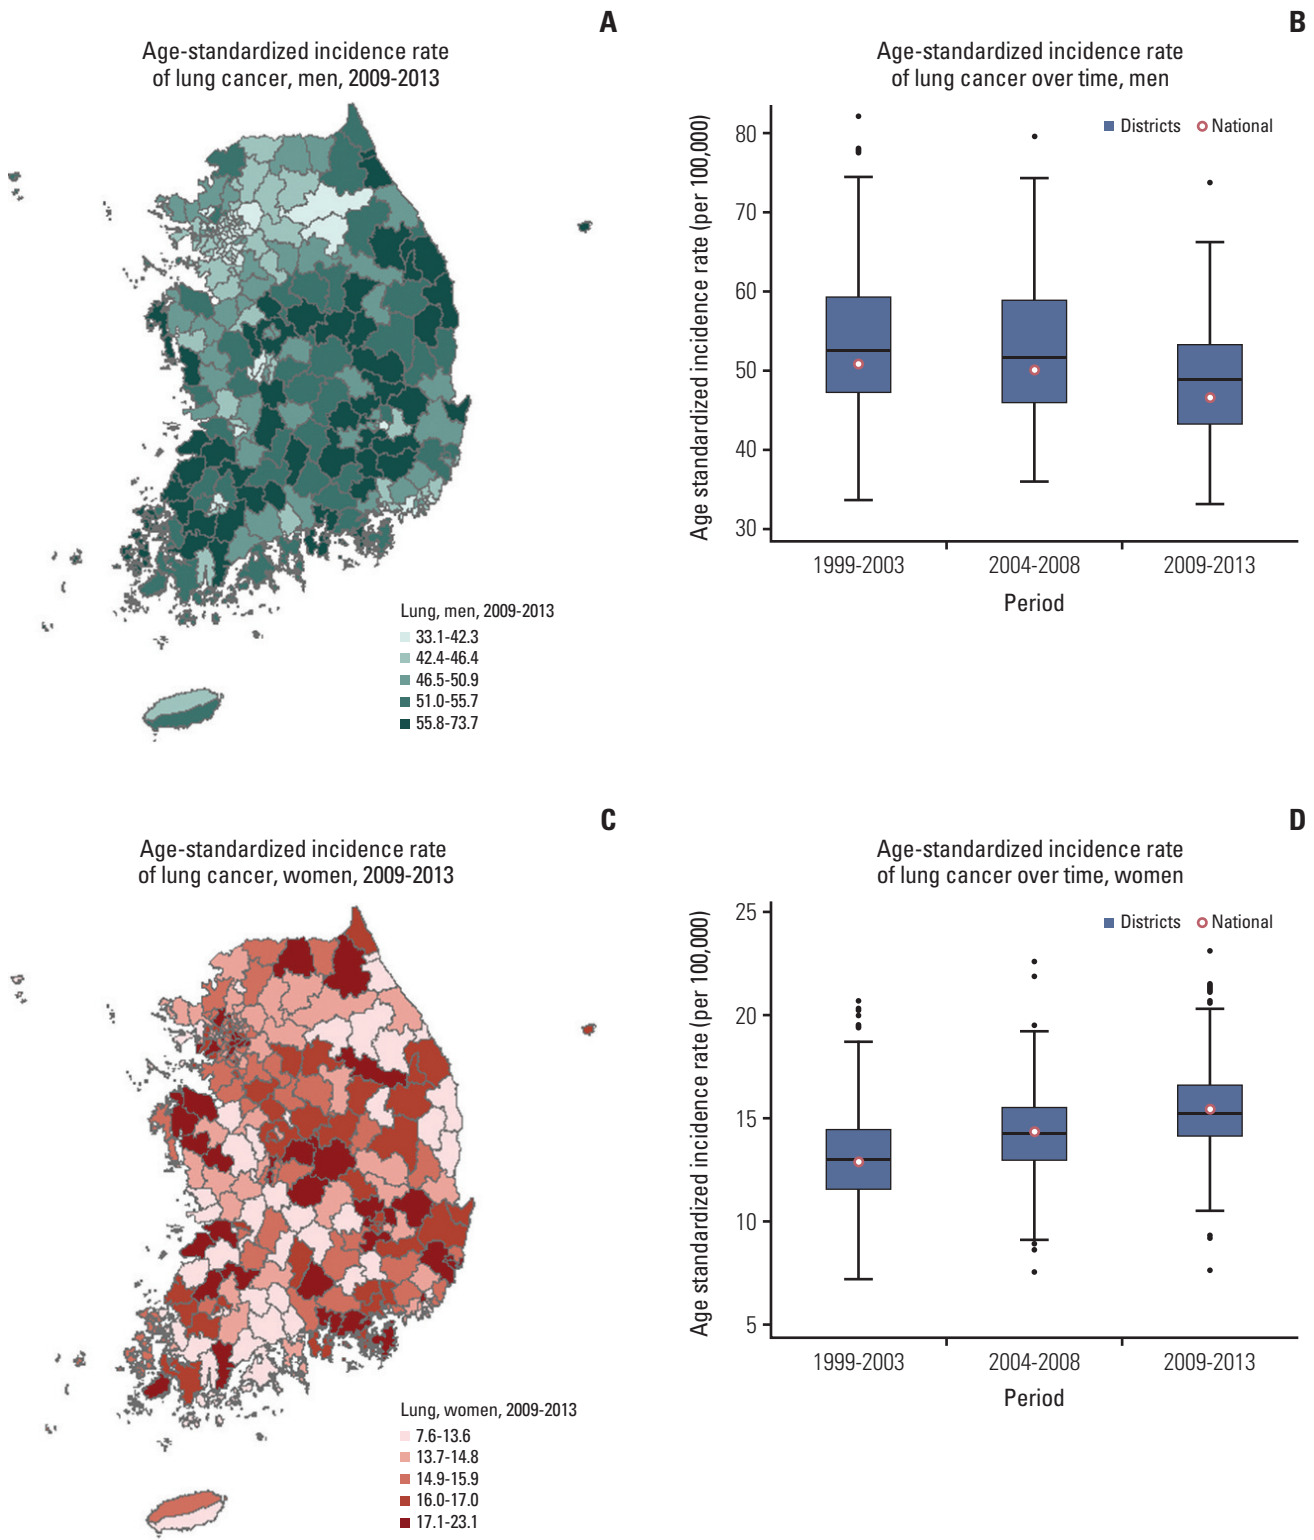 A
Age-standardized incidence rate
of lung cancer, men, 2009-2013
Lung, men, 2009-2013
33.1-42.3
42.4-46.4
46.5-50.9
51.0-55.7
55.8-73.7
B
Age-standardized incidence rate
of lung cancer over time, men
Districts National
Age standardized incidence rate (per 100,000)
80
70
60
50
40
30
1999-2003 2004-2008 2009-2013
Period
C
Age-standardized incidence rate
of lung cancer, women, 2009-2013
Lung, women, 2009-2013
7.6-13.6
13.7-14.8
14.9-15.9
16.0-17.0
17.1-23.1
D
Age-standardized incidence rate
of lung cancer over time, women
Districts National
Age standardized incidence rate (per 100,000)
25
20
15
10
5
1999-2003 2004-2008 2009-2013
Period